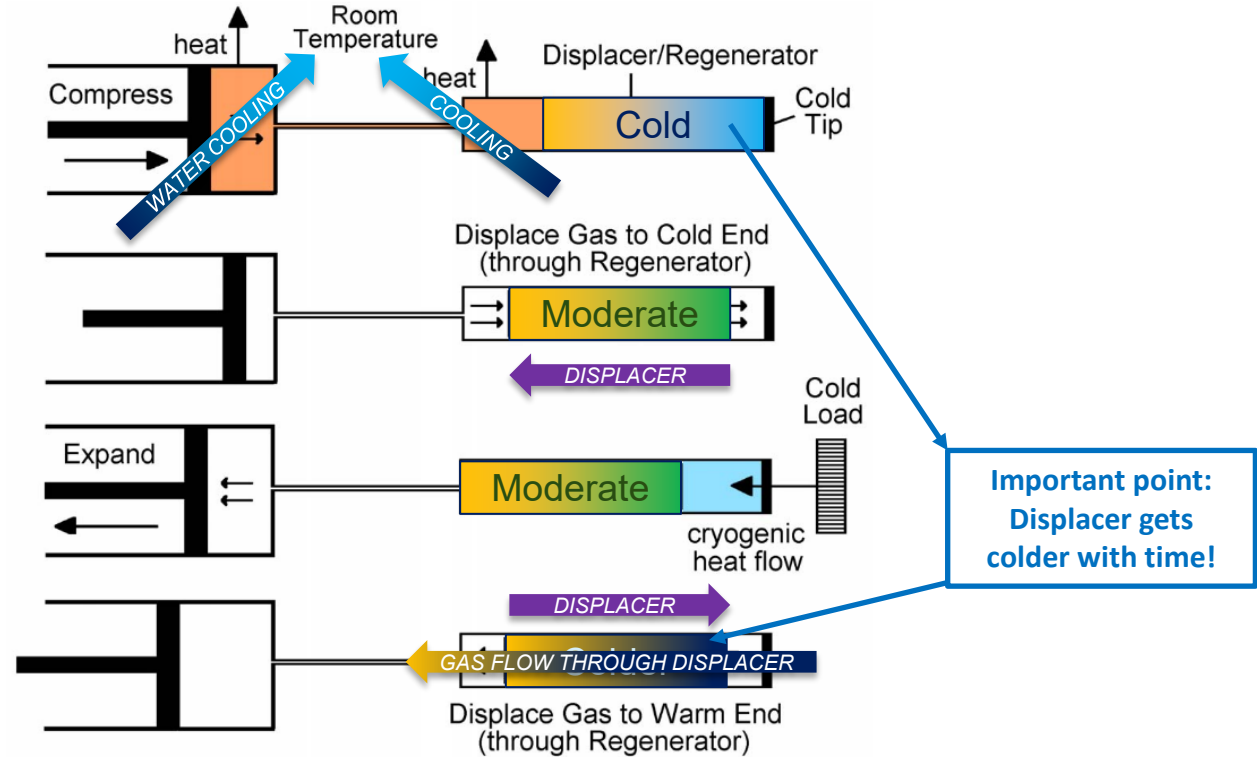 Room
Temperature
heat
Compress
WATER COOLING
heat
COOLING
Displacer/Regenerator
Cold
Cold
Tip
Displace Gas to Cold End
(through Regenerator)
Moderate
DISPLACER
Cold
Load
Expand
Moderate
cryogenic
heat flow
Important point:
Displacer gets
colder with time!
DISPLACER
Colder
GAS FLOW THROUGH DISPLACER
Displace Gas to Warm End
(through Regenerator)